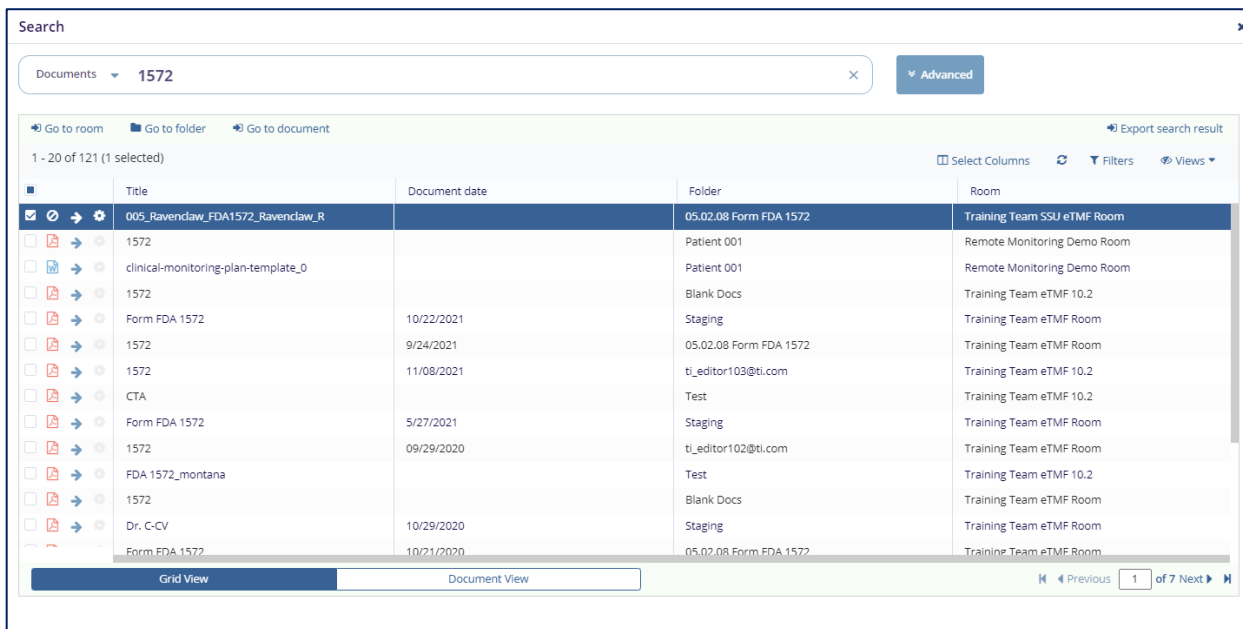 Search
Documents 1572 Advanced
Go to room Go to folder Go to document Export search result
1 - 20 of 121 (1 selected) Select Columns Filters Views
Title Document date Folder Room
005_Ravenclaw_FDA1572_Ravenclaw_R 05.02.08 Form FDA 1572 Training Team SSU eTMF Room
1572 Patient 001 Remote Monitoring Demo Room
clinical-monitoring-plan-template_0 Patient 001 Remote Monitoring Demo Room
1572 Blank Docs Training Team eTMF 10.2
Form FDA 1572 10/22/2021 Staging Training Team eTMF Room
1572 9/24/2021 05.02.08 Form FDA 1572 Training Team eTMF Room
1572 11/08/2021 ti_editor103@ti.com Training Team eTMF 10.2
CTA Test Training Team eTMF 10.2
Form FDA 1572 5/27/2021 Staging Training Team eTMF Room
1572 09/29/2020 ti_editor102@ti.com Training Team eTMF Room
FDA 1572_montana Test Training Team eTMF 10.2
1572 Blank Docs Training Team eTMF Room
Dr. C-CV 10/29/2020 Staging Training Team eTMF Room
Form FDA 1572 10/21/2020 05.02.08 Form FDA 1572 Training Team eTMF Room
Grid View Document View Previous 1 of 7 Next